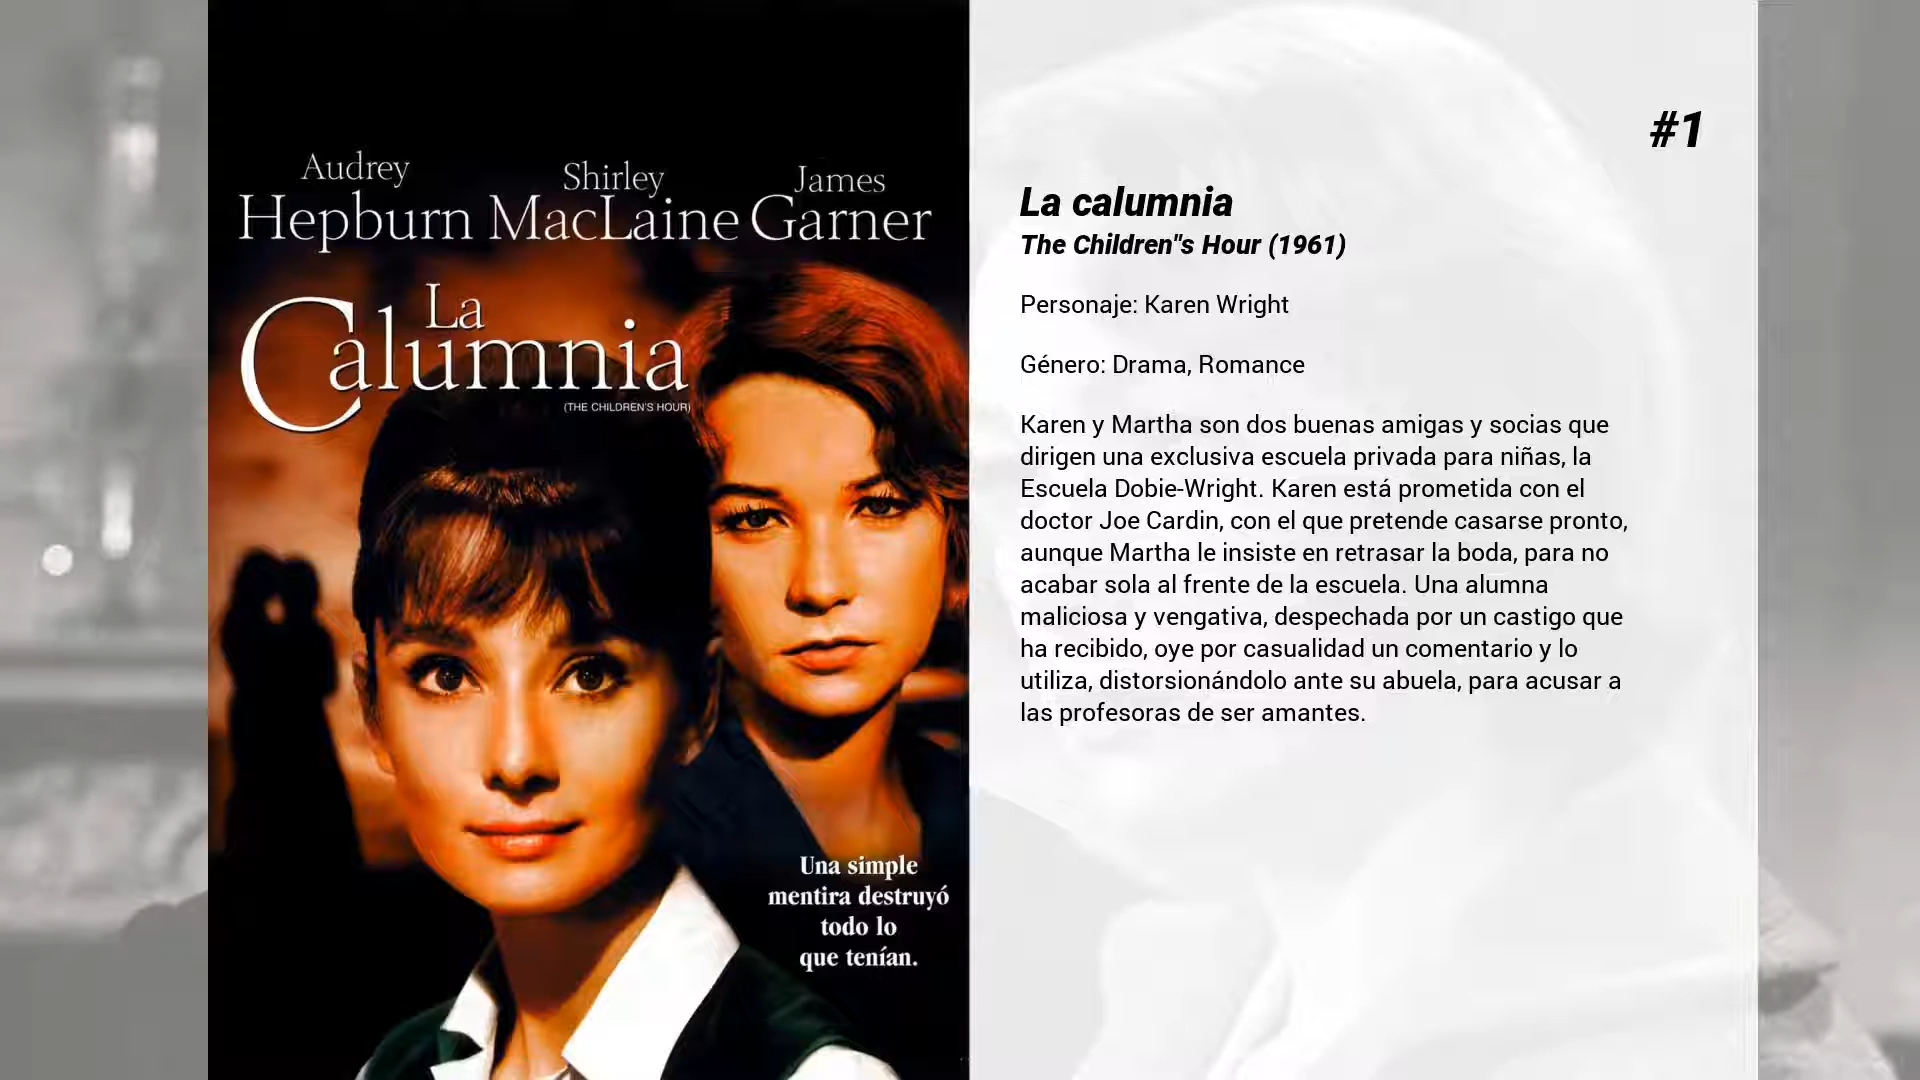 Audrey Shirley James
Hepburn MacLaine Garner
La
Calumnia
(THE CHILDREN'S HOUR)
Una simple
mentira destruyó
todo lo
que tenían.
#1
La calumnia
The Children"s Hour (1961)
Personaje: Karen Wright
Género: Drama, Romance
Karen y Martha son dos buenas amigas y socias que
dirigen una exclusiva escuela privada para niñas, la
Escuela Dobie-Wright. Karen está prometida con el
doctor Joe Cardin, con el que pretende casarse pronto,
aunque Martha le insiste en retrasar la boda, para no
acabar sola al frente de la escuela. Una alumna
maliciosa y vengativa, despechada por un castigo que
ha recibido, oye por casualidad un comentario y lo
utiliza, distorsionándolo ante su abuela, para acusar a
las profesoras de ser amantes.